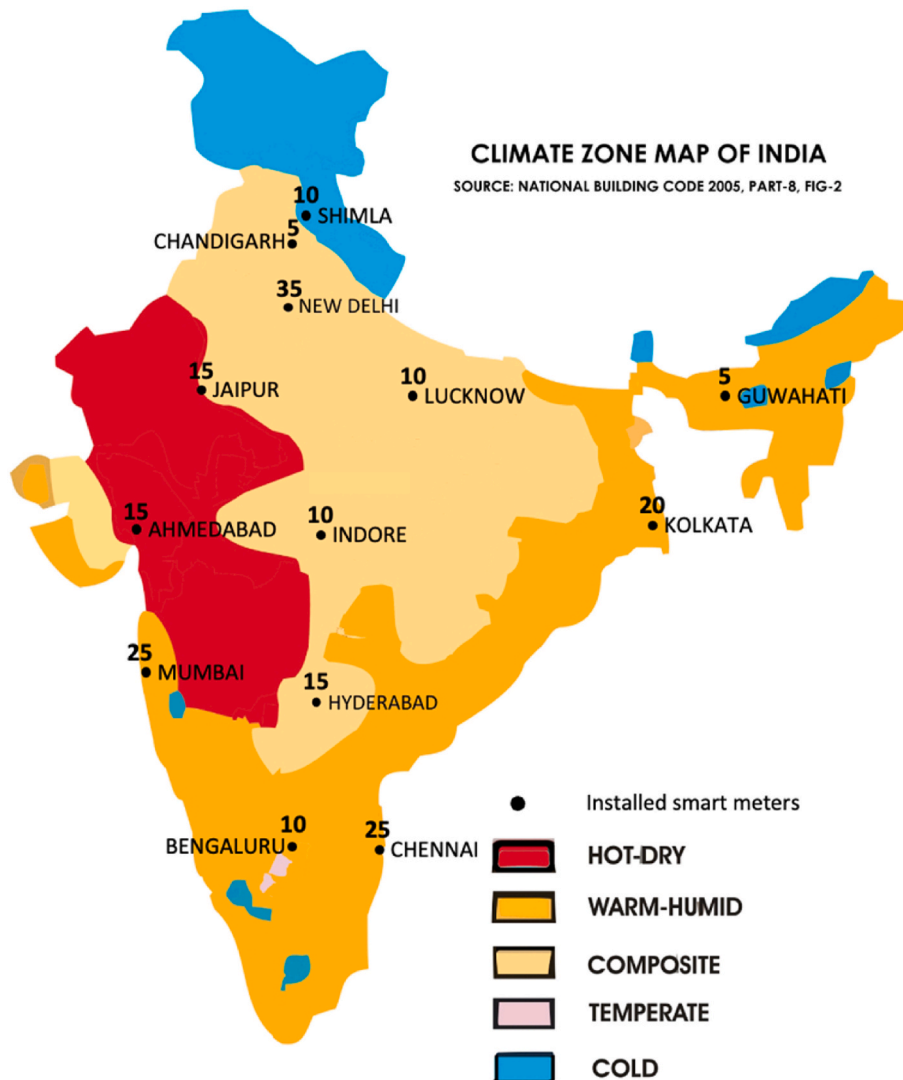 CLIMATE ZONE MAP OF INDIA
SOURCE: NATIONAL BUILDING CODE 2005, PART-8, FIG-2
10
SHIMLA
5
CHANDIGARH
35
NEW DELHI
15
JAIPUR
10
LUCKNOW
5
GUWAHATI
15
AHMEDABAD
10
INDORE
20
KOLKATA
25
MUMBAI
15
HYDERABAD
10
BENGALURU
25
CHENNAI
Installed smart meters
HOT-DRY
WARM-HUMID
COMPOSITE
TEMPERATE
COLD